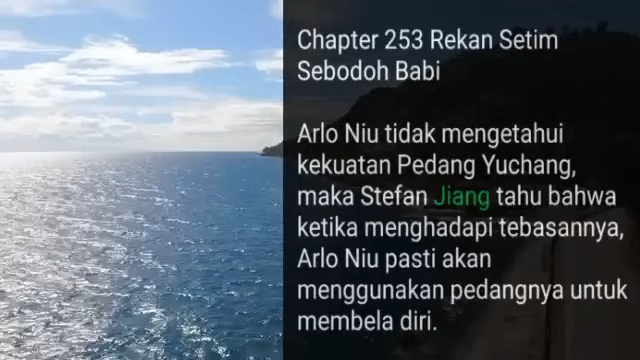 Chapter 253 Rekan Setim
Sebodoh Babi
Arlo Niu tidak mengetahui
kekuatan Pedang Yuchang,
maka Stefan Jiang tahu bahwa
ketika menghadapi tebasannya,
Arlo Niu pasti akan
menggunakan pedangnya untuk
membela diri.